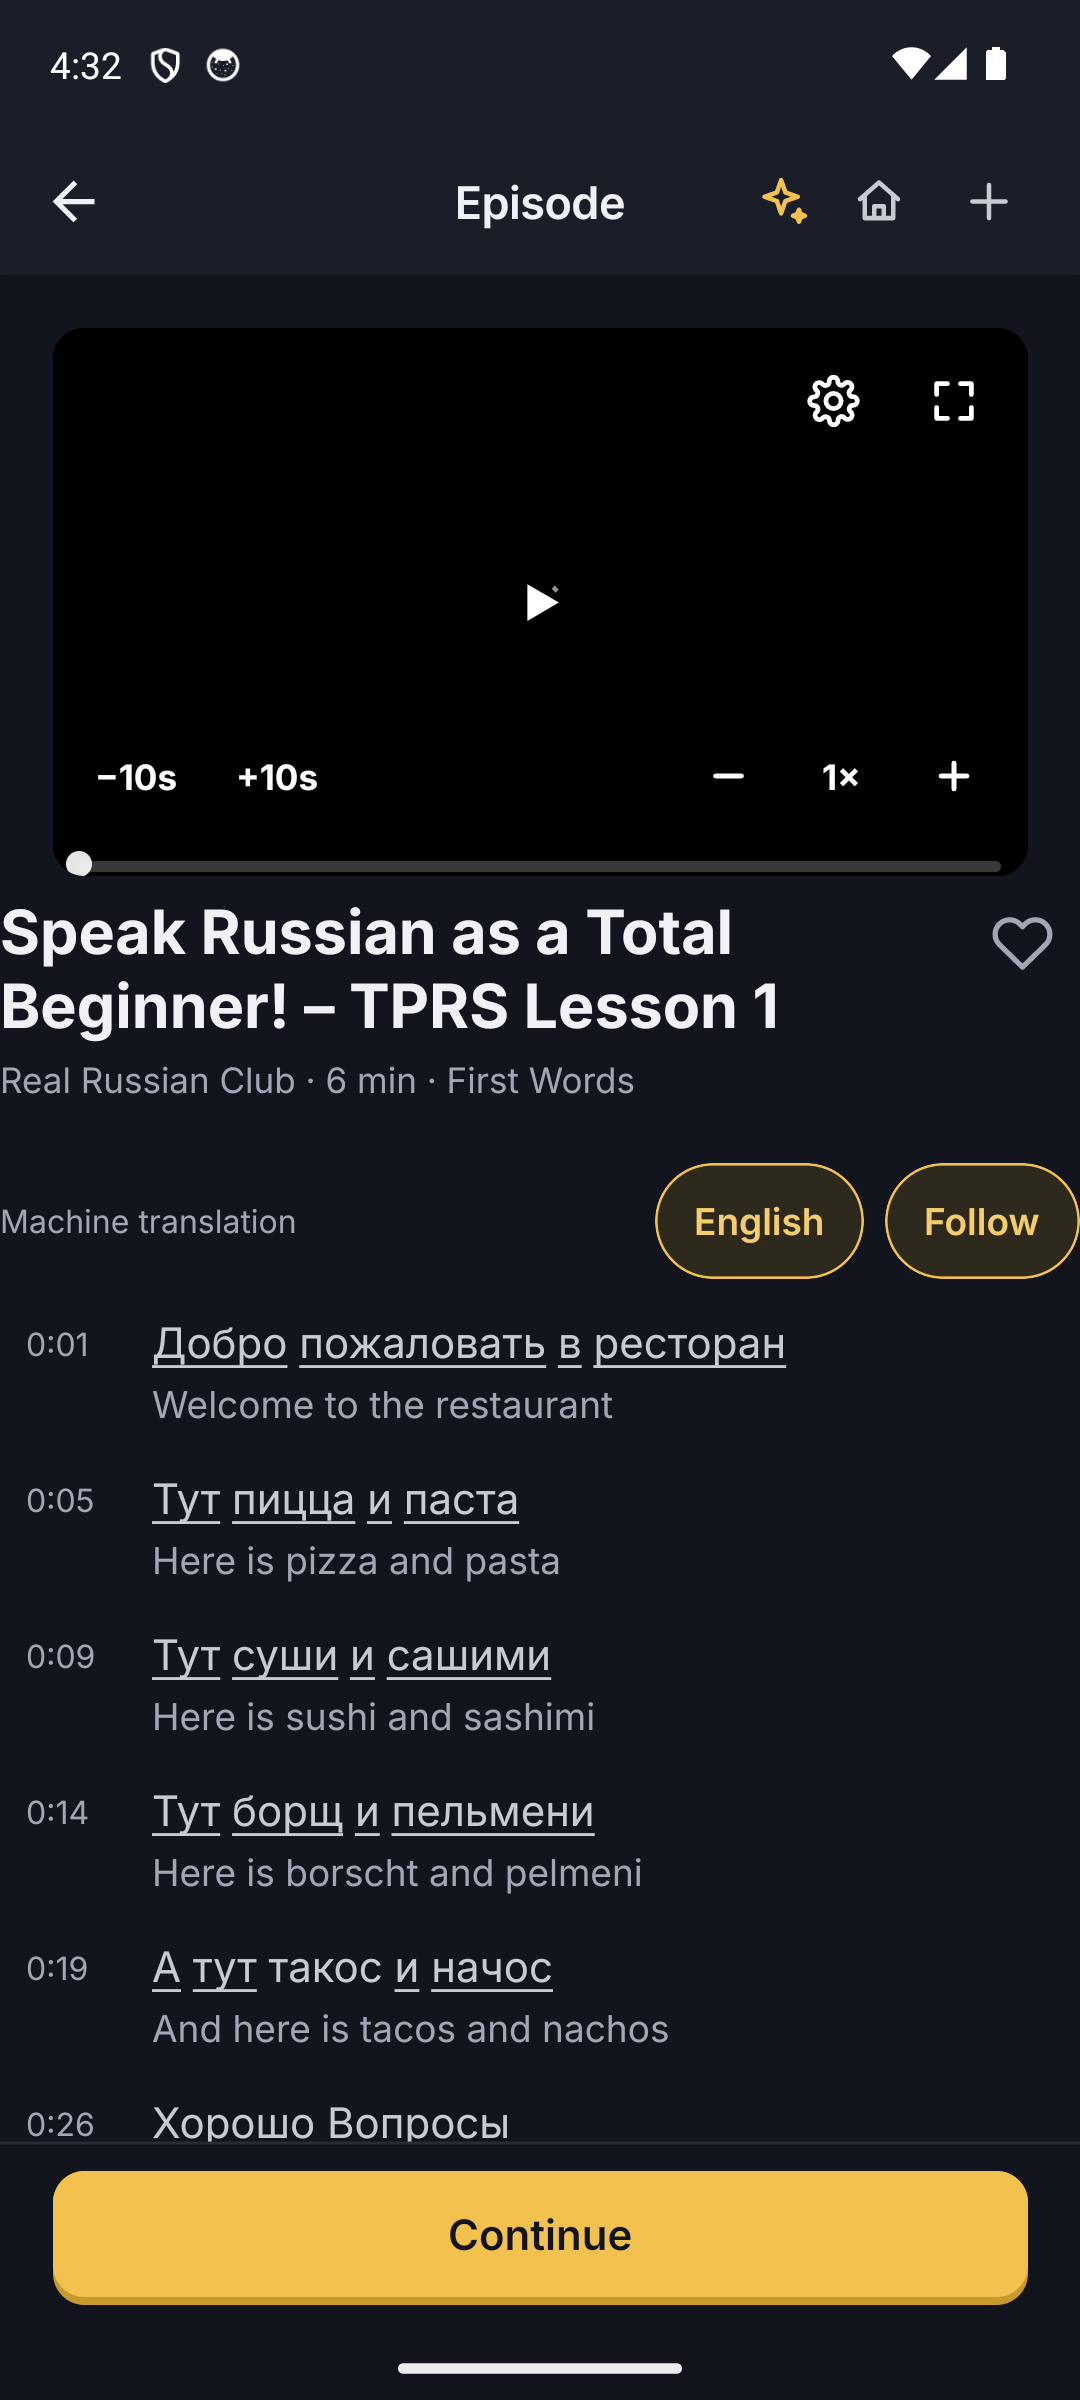 4:32
Episode
−10s +10s − 1× +
Speak Russian as a Total
Beginner! – TPRS Lesson 1
Real Russian Club · 6 min · First Words
Machine translation English Follow
0:01 Добро пожаловать в ресторан
Welcome to the restaurant
0:05 Тут пицца и паста
Here is pizza and pasta
0:09 Тут суши и сашими
Here is sushi and sashimi
0:14 Тут борщ и пельмени
Here is borscht and pelmeni
0:19 А тут такос и начос
And here is tacos and nachos
0:26 Хорошо Вопросы
Continue